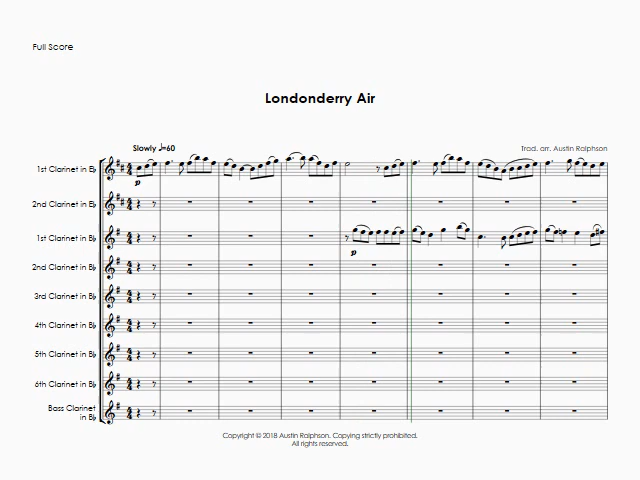 Full Score
Londonderry Air
Slowly ♩=60
Trad. arr. Austin Ralphson
1st Clarinet in E♭
p
2nd Clarinet in E♭
1st Clarinet in B♭
p
2nd Clarinet in B♭
3rd Clarinet in B♭
4th Clarinet in B♭
5th Clarinet in B♭
6th Clarinet in B♭
Bass Clarinet
in B♭
Copyright © 2018 Austin Ralphson. Copying strictly prohibited.
All rights reserved.